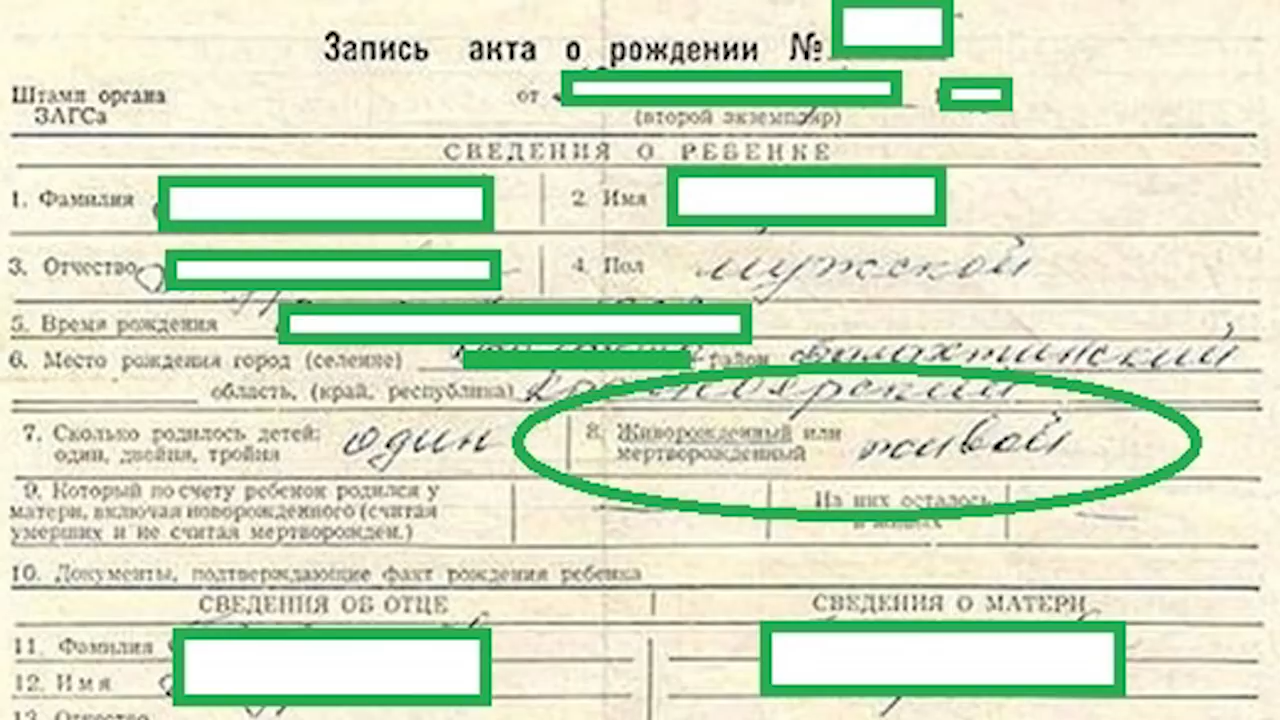 Запись акта о рождении №
Штамп органа
ЗАГСа
от
(второй экземпляр)
СВЕДЕНИЯ О РЕБЕНКЕ
1. Фамилия
2. Имя
3. Отчество
4. Пол мужской
5. Время рождения
6. Место рождения город (селение) район Балахтинский
область, (край, республика) Красноярский
7. Сколько родилось детей: один
один, двойня, тройня
8. Живорожденный или живой
мертворожденный
9. Который по счету ребенок родился у
матери, включая новорожденного (считая
умерших и не считая мертворожден.)
Из них осталось
в живых
10. Документы, подтверждающие факт рождения ребенка
СВЕДЕНИЯ ОБ ОТЦЕ
СВЕДЕНИЯ О МАТЕРИ
11. Фамилия
12. Имя
13. Отчество